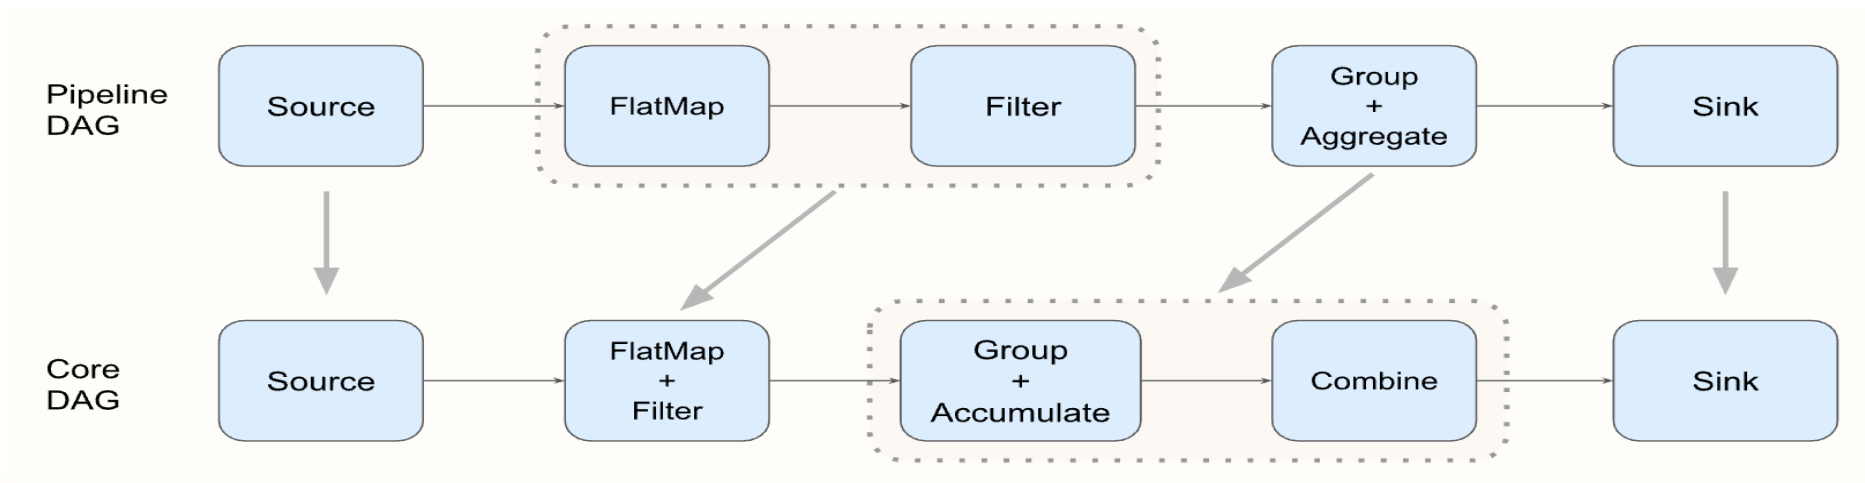 Pipeline
DAG
Source
FlatMap
Filter
Group
+
Aggregate
Sink
Core
DAG
Source
FlatMap
+
Filter
Group
+
Accumulate
Combine
Sink